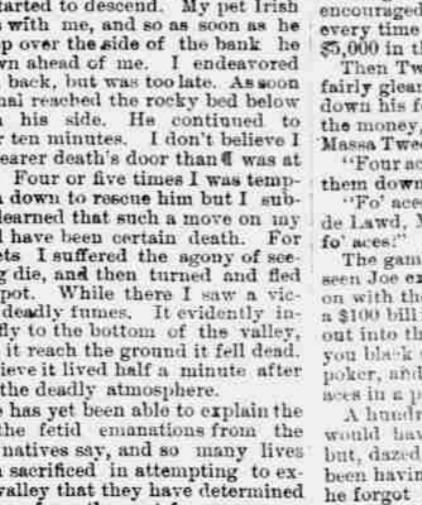 started to descend. My pet Irish
with me, and so as soon as he
over the side of the bank he
ahead of me. I endeavored
back, but was too late. As soon
reached the rocky bed below
his side. He continued to
ten minutes. I don't believe I
nearer death's door than I was at
Four or five times I was temp-
down to rescue him but I sub-
learned that such a move on my
have been certain death. For
I suffered the agony of see-
die, and then turned and fled
spot. While there I saw a vic-
deadly fumes. It evidently in-
fly to the bottom of the valley,
it reach the ground it fell dead.
lieve it lived half a minute after
the deadly atmosphere.
has yet been able to explain the
the fetid emanations from the
natives say, and so many lives
sacrificed in attempting to ex-
valley that they have determined
encouraged
every time
$5,000 in th
Then Tw
fairly glea
down his f
the money,
Massa Twe
"Four ac
them down
"Fo' aces
de Lawd, M
fo' aces!"
The gam
seen Joe ex
on with the
a $100 bill
out into th
you black
poker, and
aces in a p
A hundr
would hav
but, dazed
been havin
he forgot